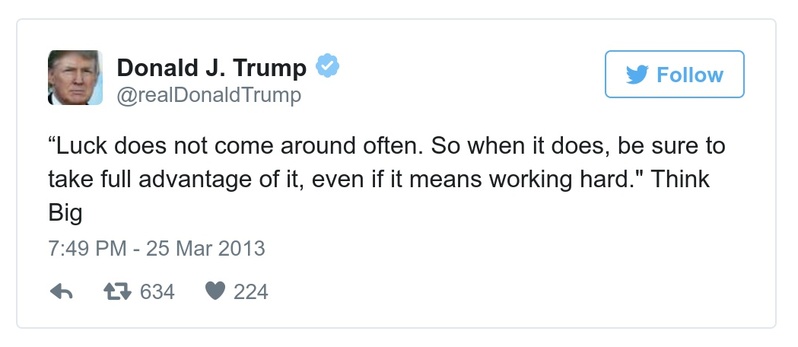 Donald J. Trump
@realDonaldTrump
Follow
“Luck does not come around often. So when it does, be sure to
take full advantage of it, even if it means working hard." Think
Big
7:49 PM - 25 Mar 2013
634 224